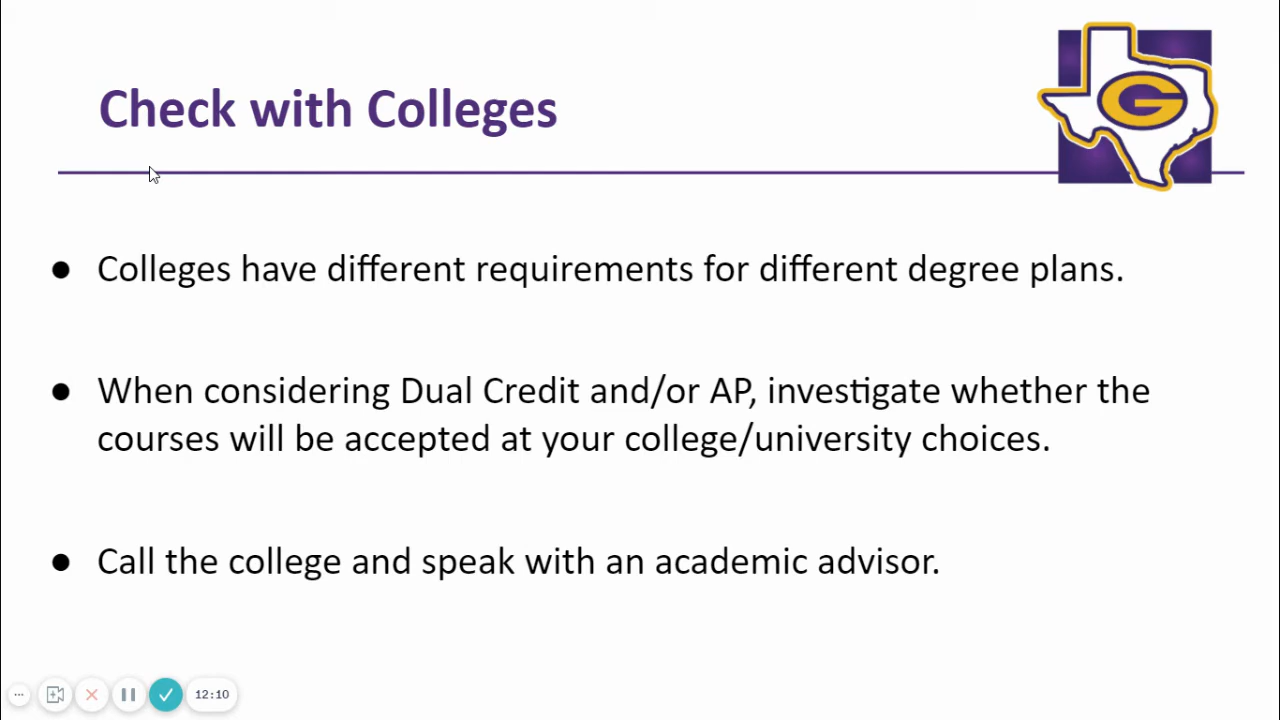 Check with Colleges
G
● Colleges have different requirements for different degree plans.
● When considering Dual Credit and/or AP, investigate whether the
courses will be accepted at your college/university choices.
● Call the college and speak with an academic advisor.
12:10